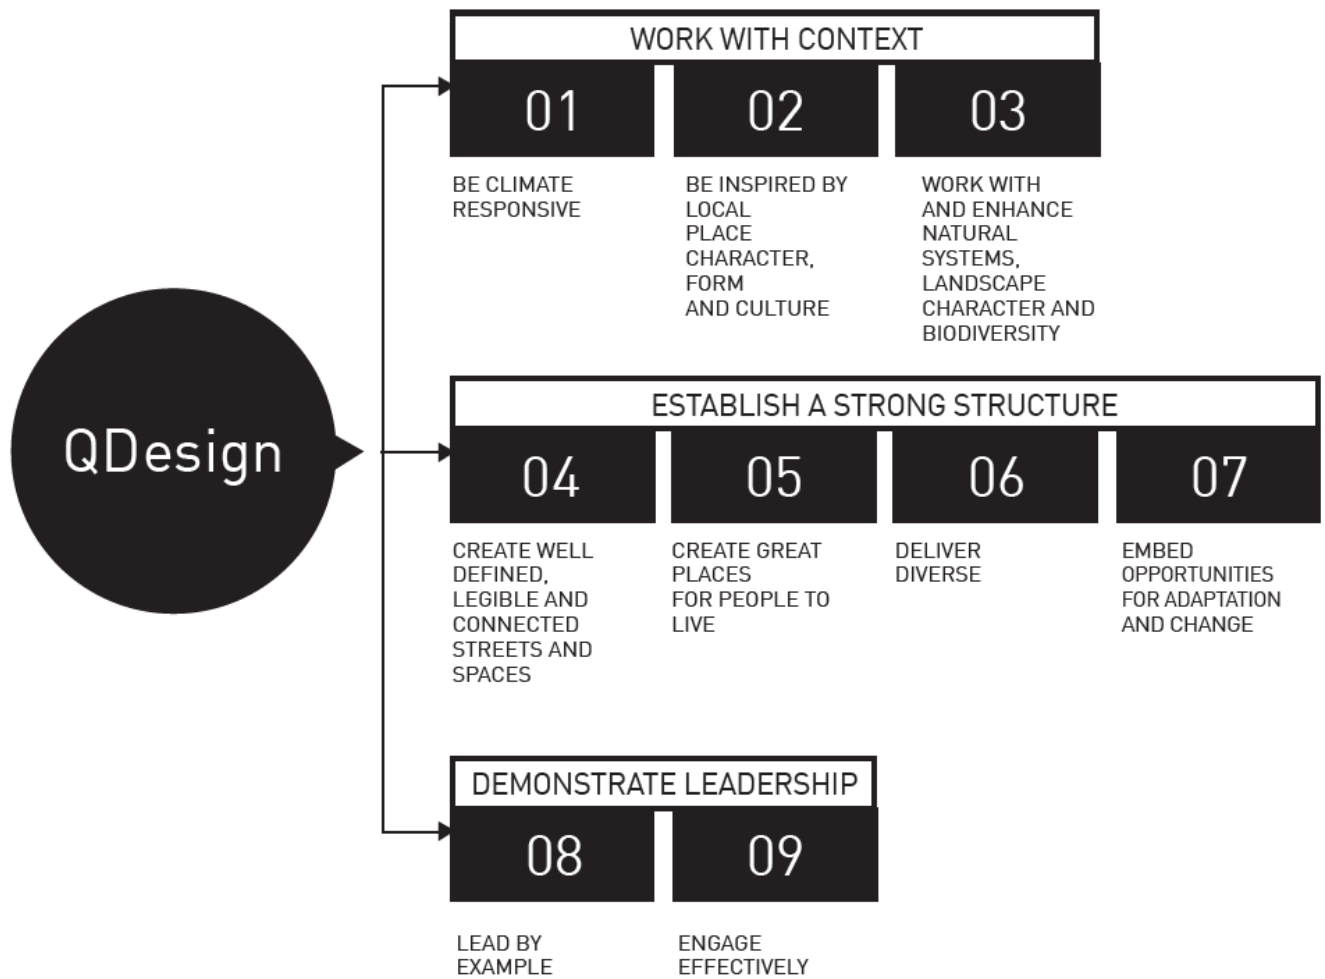 WORK WITH CONTEXT
01
02
03
BE CLIMATE
RESPONSIVE
BE INSPIRED BY
LOCAL
PLACE
CHARACTER,
FORM
AND CULTURE
WORK WITH
AND ENHANCE
NATURAL
SYSTEMS,
LANDSCAPE
CHARACTER AND
BIODIVERSITY
QDesign
ESTABLISH A STRONG STRUCTURE
04
05
06
07
CREATE WELL
DEFINED,
LEGIBLE AND
CONNECTED
STREETS AND
SPACES
CREATE GREAT
PLACES
FOR PEOPLE TO
LIVE
DELIVER
DIVERSE
EMBED
OPPORTUNITIES
FOR ADAPTATION
AND CHANGE
DEMONSTRATE LEADERSHIP
08
09
LEAD BY
EXAMPLE
ENGAGE
EFFECTIVELY